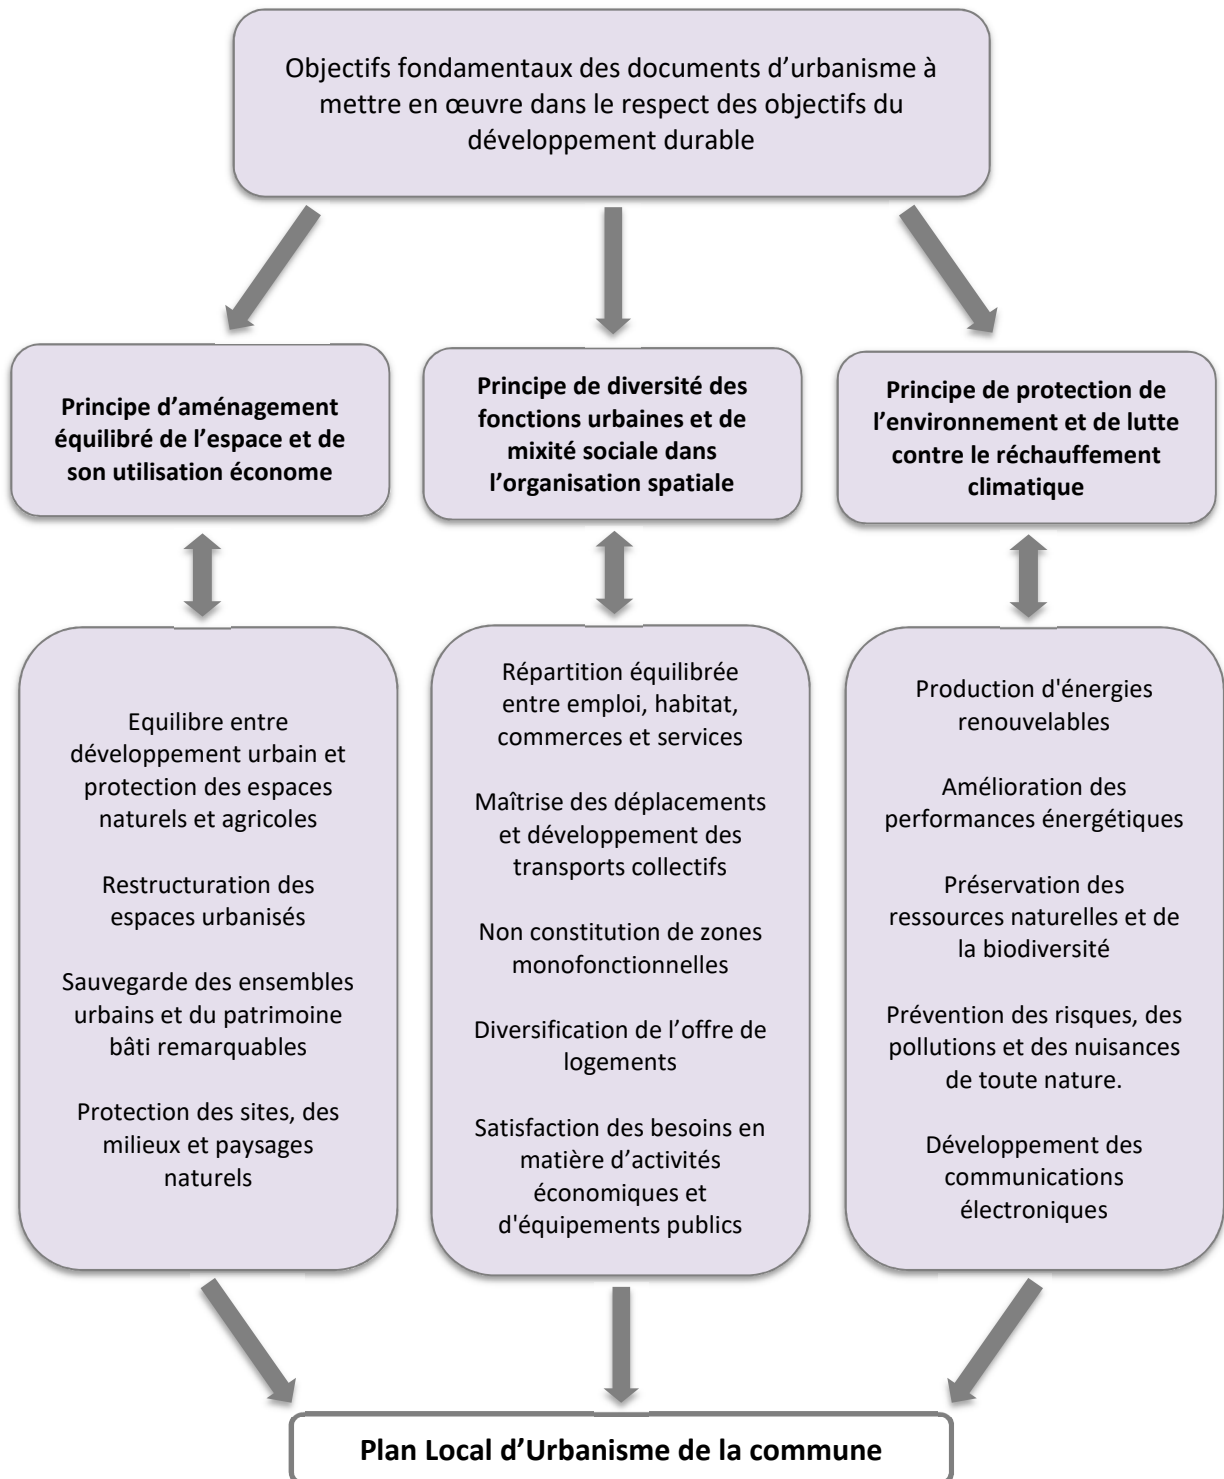 Objectifs fondamentaux des documents d’urbanisme à
mettre en œuvre dans le respect des objectifs du
développement durable
Principe d’aménagement
équilibré de l’espace et de
son utilisation économe
Principe de diversité des
fonctions urbaines et de
mixité sociale dans
l’organisation spatiale
Principe de protection de
l’environnement et de lutte
contre le réchauffement
climatique
Equilibre entre
développement urbain et
protection des espaces
naturels et agricoles
Restructuration des
espaces urbanisés
Sauvegarde des ensembles
urbains et du patrimoine
bâti remarquables
Protection des sites, des
milieux et paysages
naturels
Répartition équilibrée
entre emploi, habitat,
commerces et services
Maîtrise des déplacements
et développement des
transports collectifs
Non constitution de zones
monofonctionnelles
Diversification de l’offre de
logements
Satisfaction des besoins en
matière d’activités
économiques et
d'équipements publics
Production d'énergies
renouvelables
Amélioration des
performances énergétiques
Préservation des
ressources naturelles et de
la biodiversité
Prévention des risques, des
pollutions et des nuisances
de toute nature.
Développement des
communications
électroniques
Plan Local d’Urbanisme de la commune